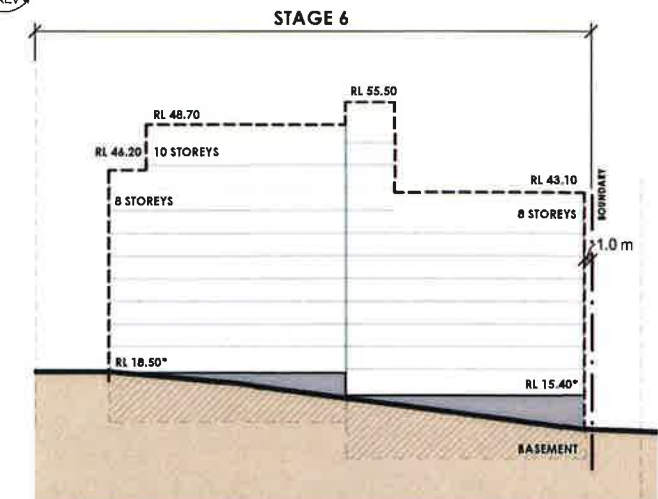 STAGE 6
RL 55.50
RL 48.70
RL 46.20
10 STOREYS
RL 43.10
8 STOREYS
8 STOREYS
BOUNDARY
1.0 m
RL 18.50*
RL 15.40*
BASEMENT